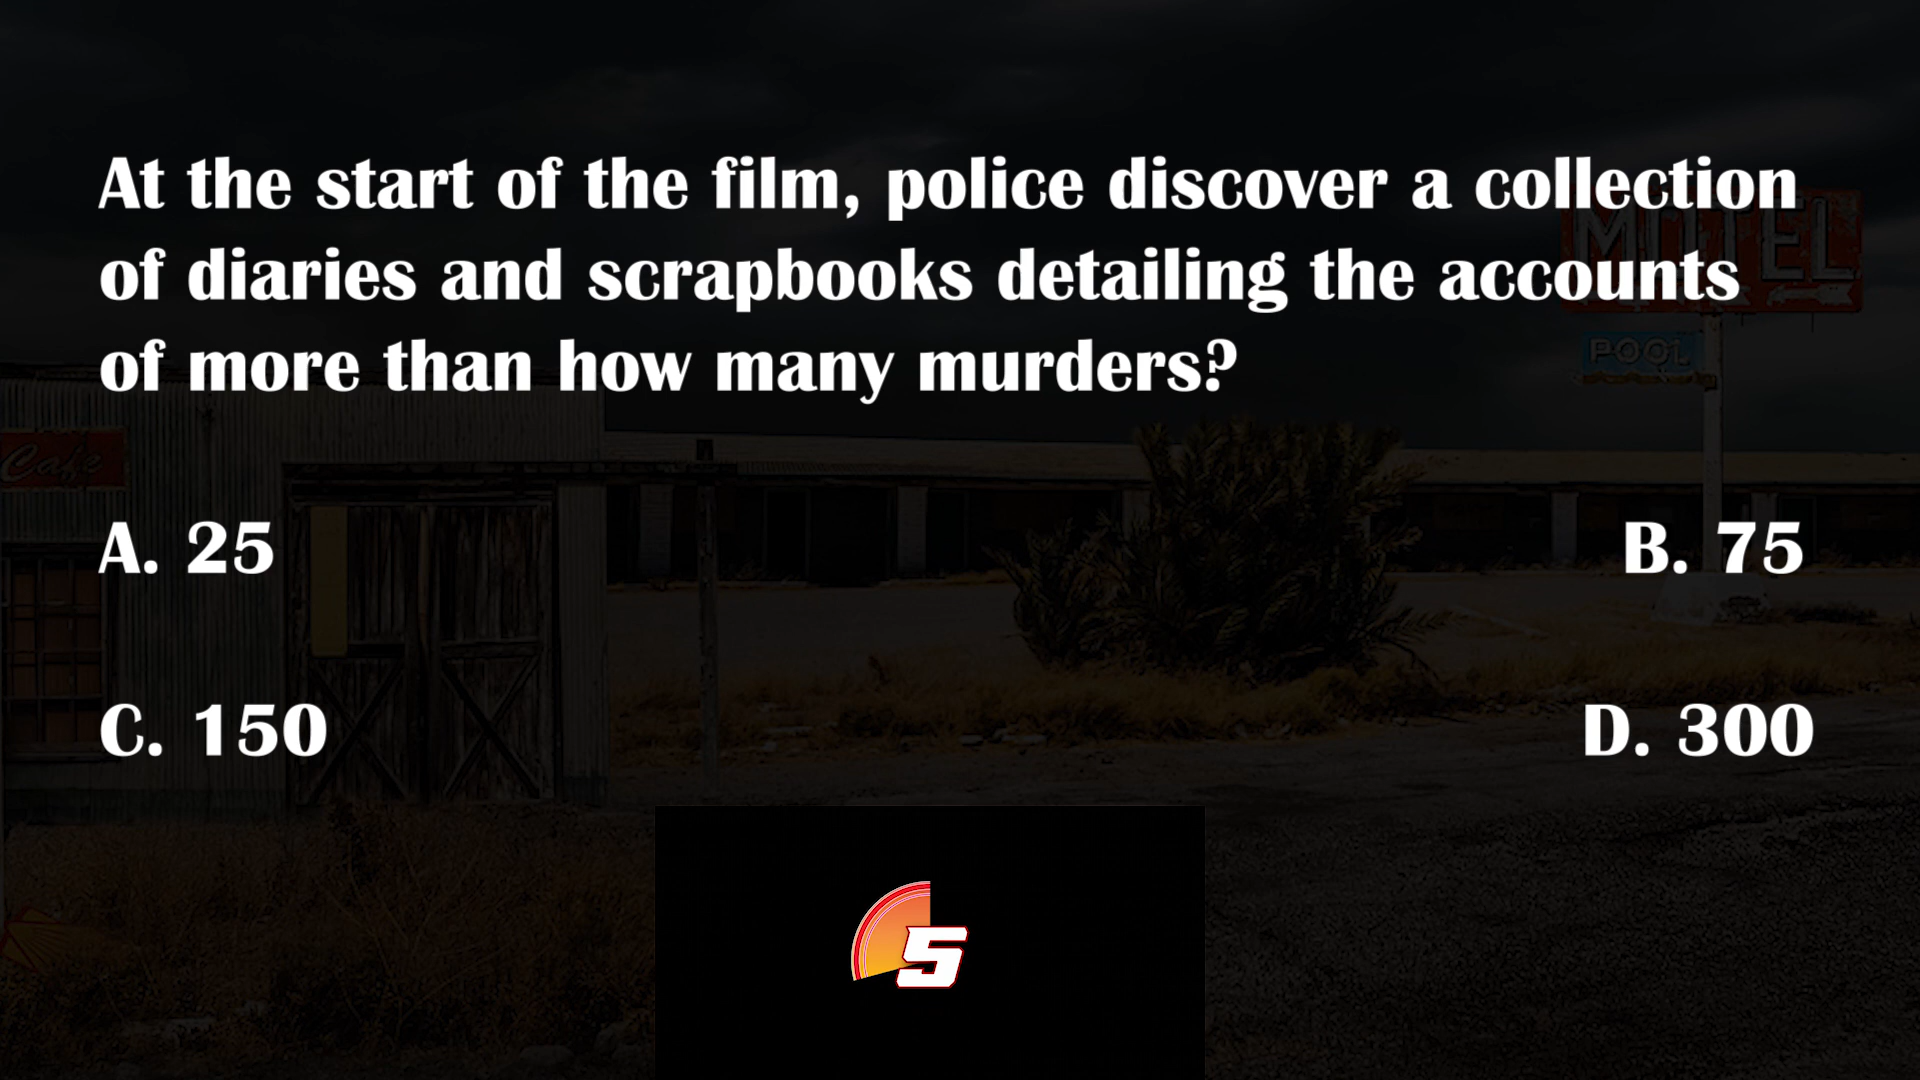 At the start of the film, police discover a collection
of diaries and scrapbooks detailing the accounts
of more than how many murders?
MOTEL
POOL
Cafe
A. 25
B. 75
C. 150
D. 300
5